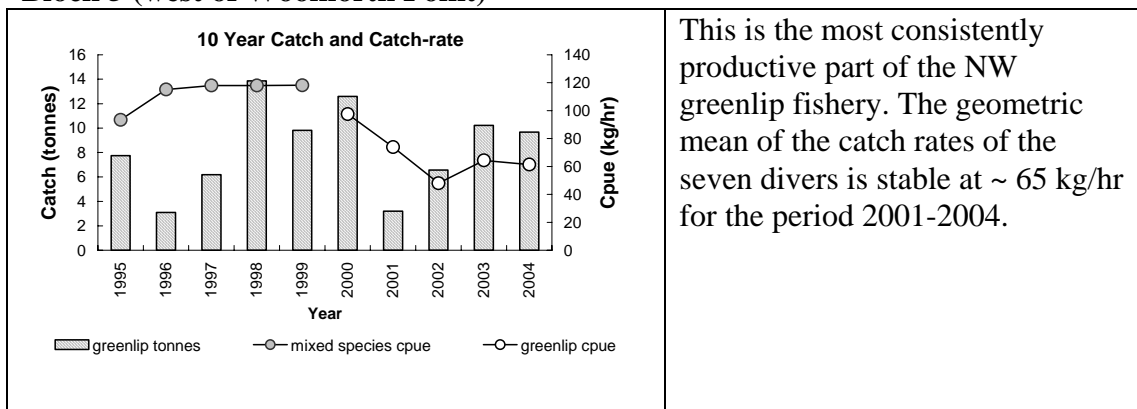 10 Year Catch and Catch-rate
16
14
12
10
8
6
4
2
0
Catch (tonnes)
140
120
100
80
60
40
20
0
Cpue (kg/hr)
1995
1996
1997
1998
1999
2000
2001
2002
2003
2004
Year
greenlip tonnes
mixed species cpue
greenlip cpue
This is the most consistently
productive part of the NW
greenlip fishery. The geometric
mean of the catch rates of the
seven divers is stable at ~ 65 kg/hr
for the period 2001-2004.